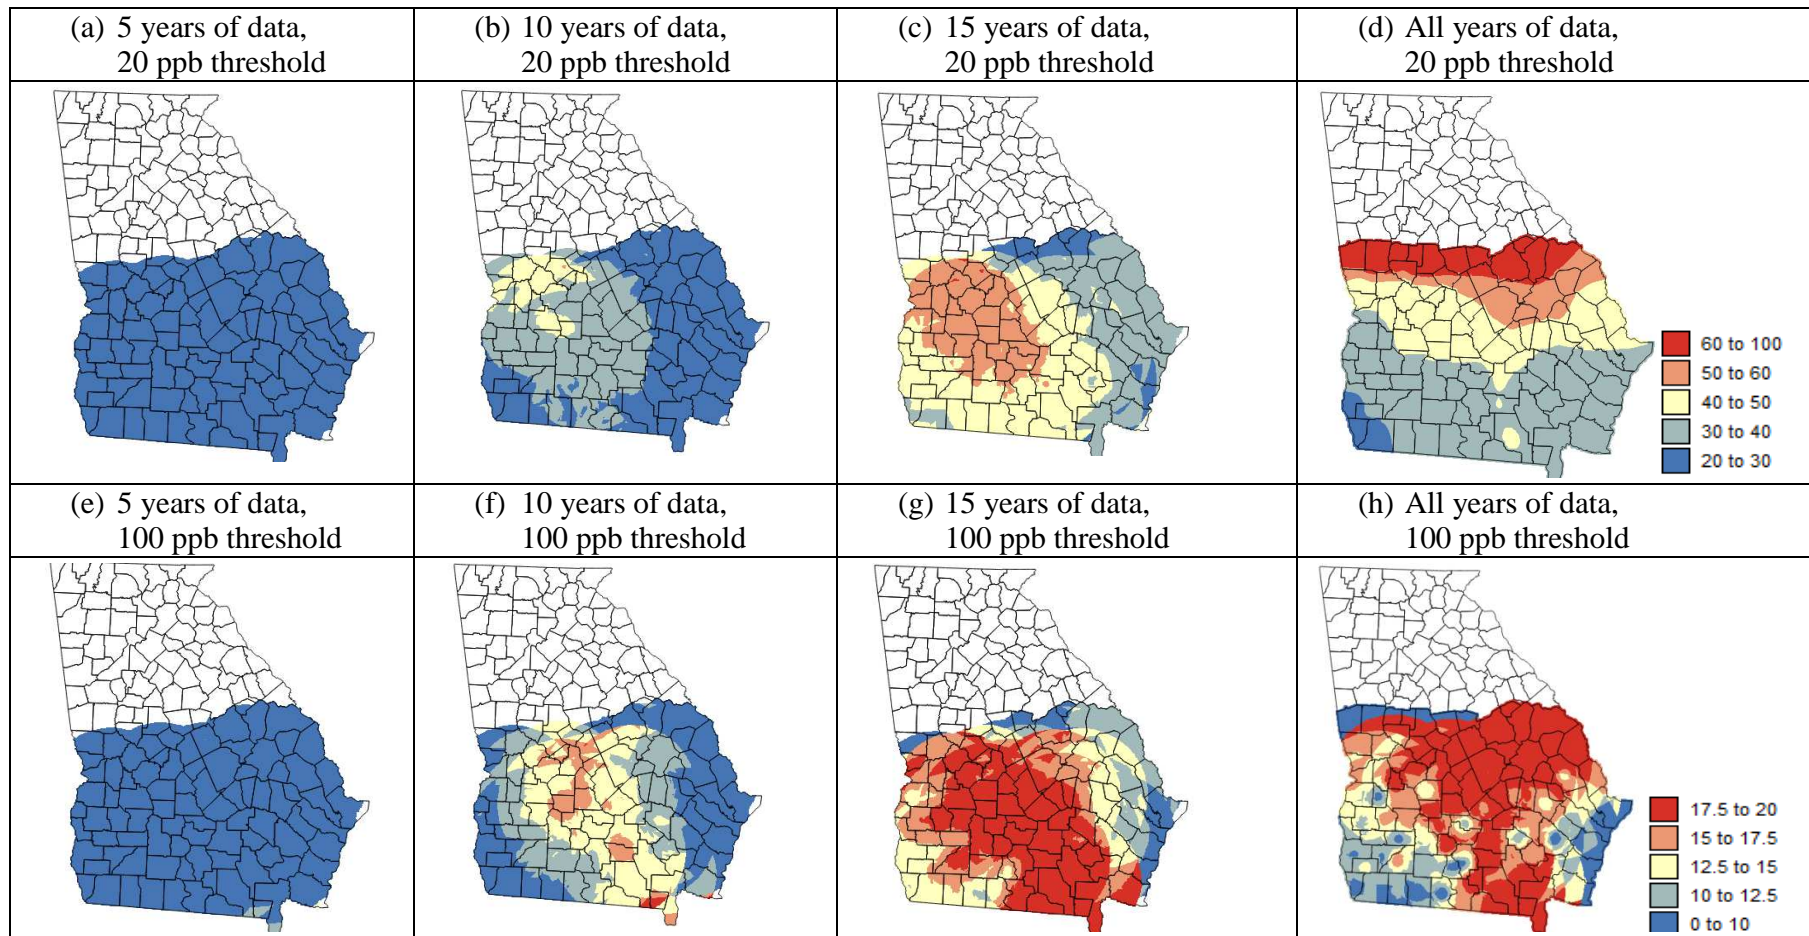 (a) 5 years of data,
20 ppb threshold
(b) 10 years of data,
20 ppb threshold
(c) 15 years of data,
20 ppb threshold
(d) All years of data,
20 ppb threshold
60 to 100
50 to 60
40 to 50
30 to 40
20 to 30
(e) 5 years of data,
100 ppb threshold
(f) 10 years of data,
100 ppb threshold
(g) 15 years of data,
100 ppb threshold
(h) All years of data,
100 ppb threshold
17.5 to 20
15 to 17.5
12.5 to 15
10 to 12.5
0 to 10